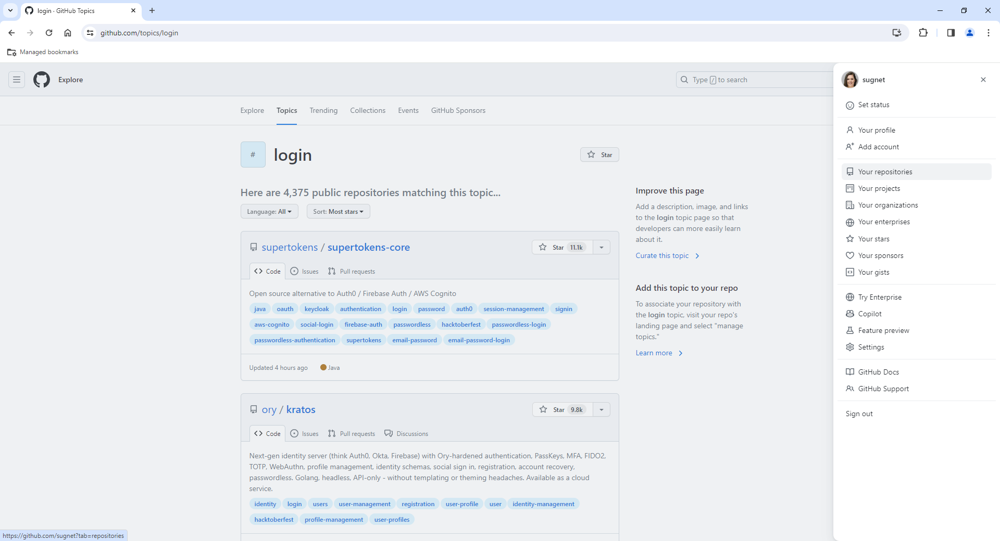 login · GitHub Topics
github.com/topics/login
Managed bookmarks
Explore
Type / to search
Explore
Topics
Trending
Collections
Events
GitHub Sponsors
#
login
Star
Here are 4,375 public repositories matching this topic...
Language: All
Sort: Most stars
supertokens / supertokens-core
Star 11.1k
Code
Issues
Pull requests
Open source alternative to Auth0 / Firebase Auth / AWS Cognito
java oauth keycloak authentication login password auth0 session-management signin
aws-cognito social-login firebase-auth passwordless hacktoberfest passwordless-login
passwordless-authentication supertokens email-password email-password-login
Updated 4 hours ago
Java
ory / kratos
Star 9.8k
Code
Issues
Pull requests
Discussions
Next-gen identity server (think Auth0, Okta, Firebase) with Ory-hardened authentication, PassKeys, MFA, FIDO2,
TOTP, WebAuthn, profile management, identity schemas, social sign in, registration, account recovery,
passwordless. Golang, headless, API-only - without templating or theming headaches. Available as a cloud
service.
identity login users user-management registration user-profile user identity-management
hacktoberfest profile-management user-profiles
Improve this page
Add a description, image, and links
to the login topic page so that
developers can more easily learn
about it.
Curate this topic
Add this topic to your repo
To associate your repository with
the login topic, visit your repo's
landing page and select "manage
topics."
Learn more
sugnet
Set status
Your profile
Add account
Your repositories
Your projects
Your organizations
Your enterprises
Your stars
Your sponsors
Your gists
Try Enterprise
Copilot
Feature preview
Settings
GitHub Docs
GitHub Support
Sign out
https://github.com/sugnet?tab=repositories